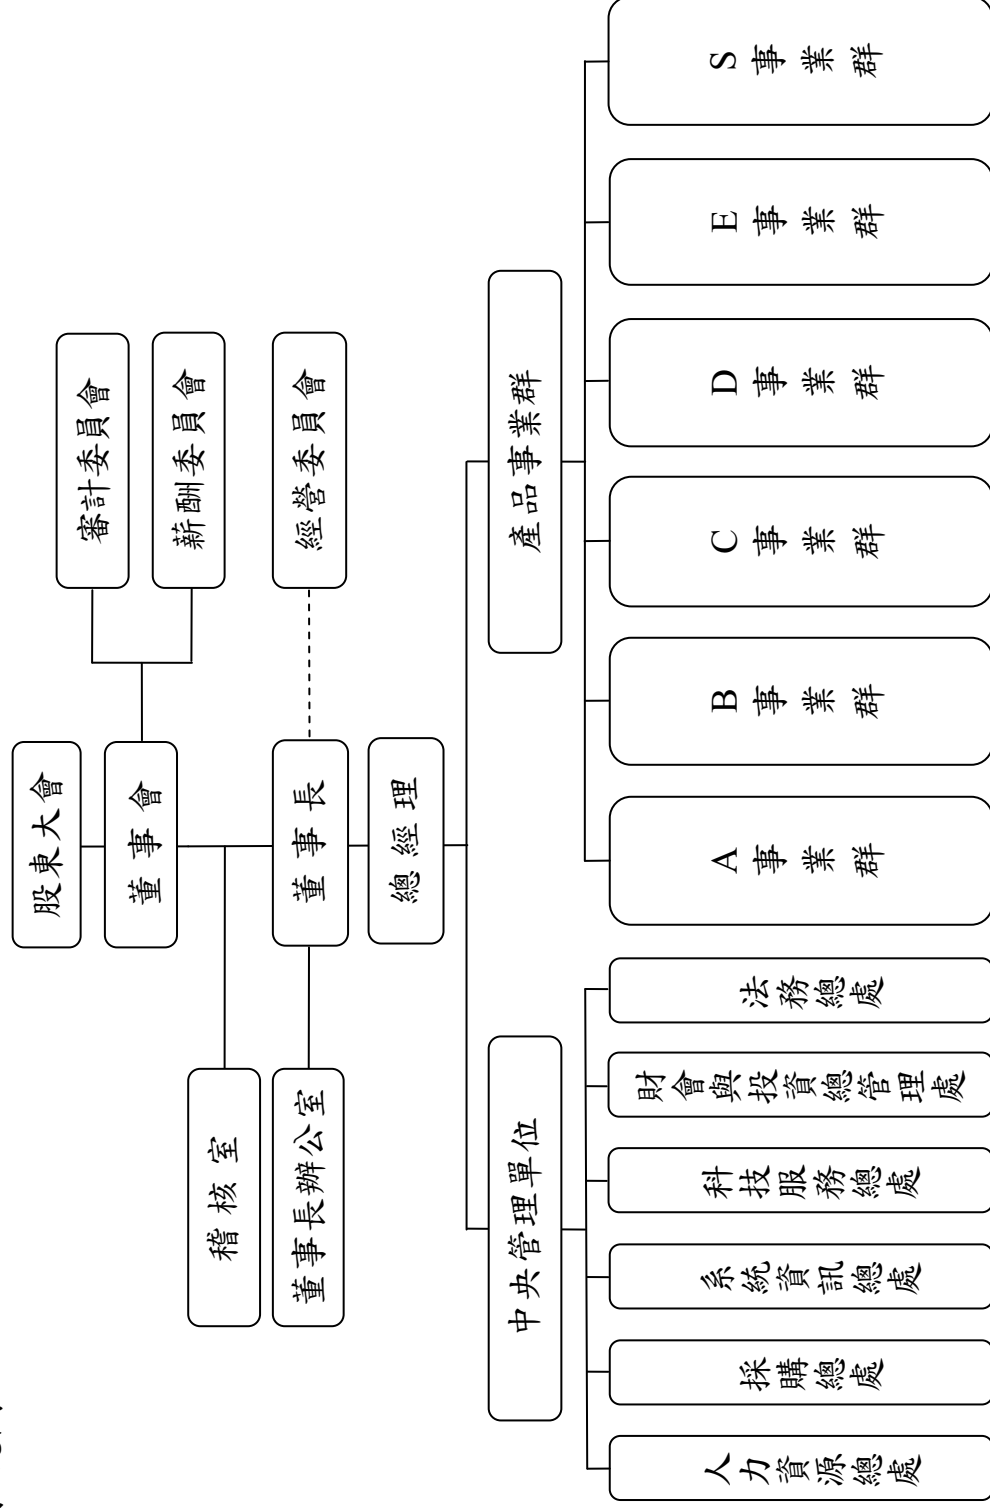 股東大會
董事會
審計委員會
薪酬委員會
稽核室
董事長
經營委員會
董事長辦公室
總經理
中央管理單位
產品事業群
人力資源總處
採購總處
系統資訊總處
科技服務總處
財會與投資總管理處
法務總處
A事業群
B事業群
C事業群
D事業群
E事業群
S事業群